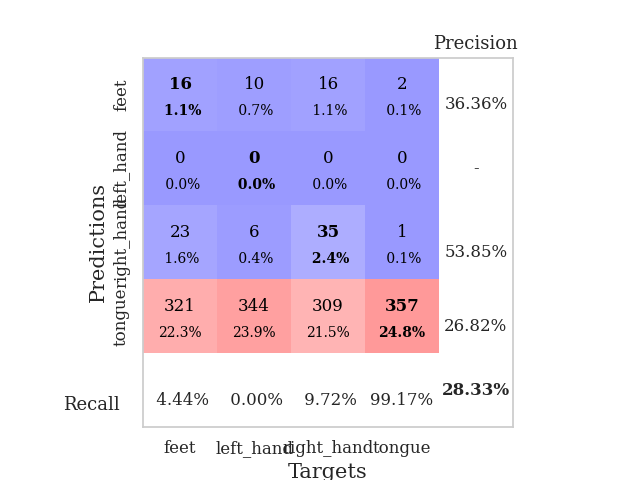 Precision
feet 16 10 16 2 36.36%
1.1% 0.7% 1.1% 0.1%
left_hand 0 0 0 0 -
0.0% 0.0% 0.0% 0.0%
right_hand 23 6 35 1 53.85%
1.6% 0.4% 2.4% 0.1%
tongue 321 344 309 357 26.82%
22.3% 23.9% 21.5% 24.8%
Predictions
Recall 4.44% 0.00% 9.72% 99.17% 28.33%
feet left_hand right_hand tongue
Targets